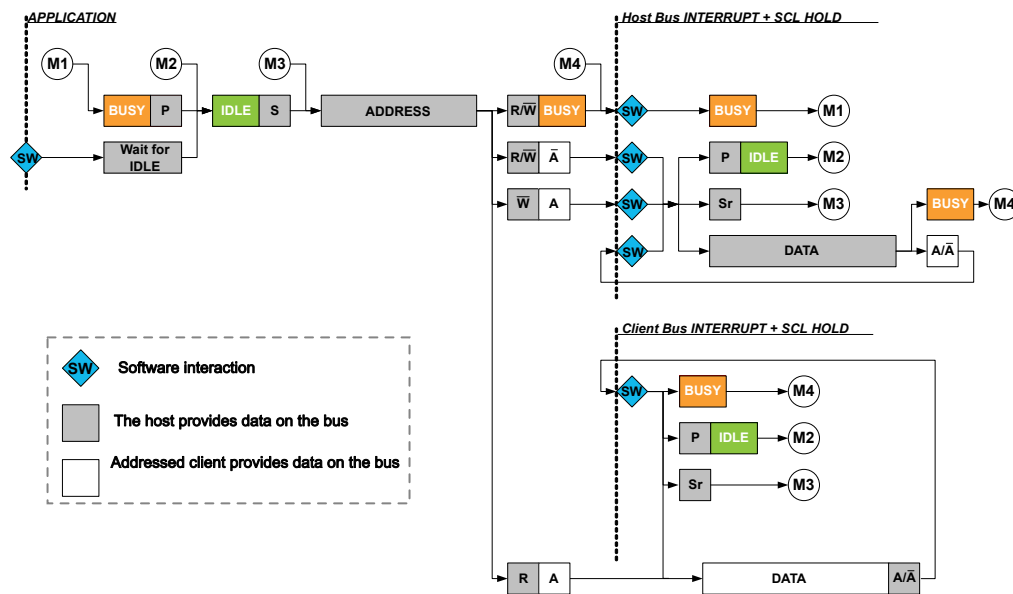 APPLICATION
Host Bus INTERRUPT + SCL HOLD
M1
M2
M3
M4
BUSY P
IDLE S
ADDRESS
R/W̅ BUSY
SW
BUSY
M1
SW
Wait for
IDLE
R/W̅ A̅
SW
P IDLE
M2
W̅ A
SW
Sr
M3
BUSY
M4
SW
DATA
A/A̅
Client Bus INTERRUPT + SCL HOLD
SW
BUSY
M4
P IDLE
M2
Sr
M3
R A
DATA
A/A̅
SW
Software interaction
The host provides data on the bus
Addressed client provides data on the bus